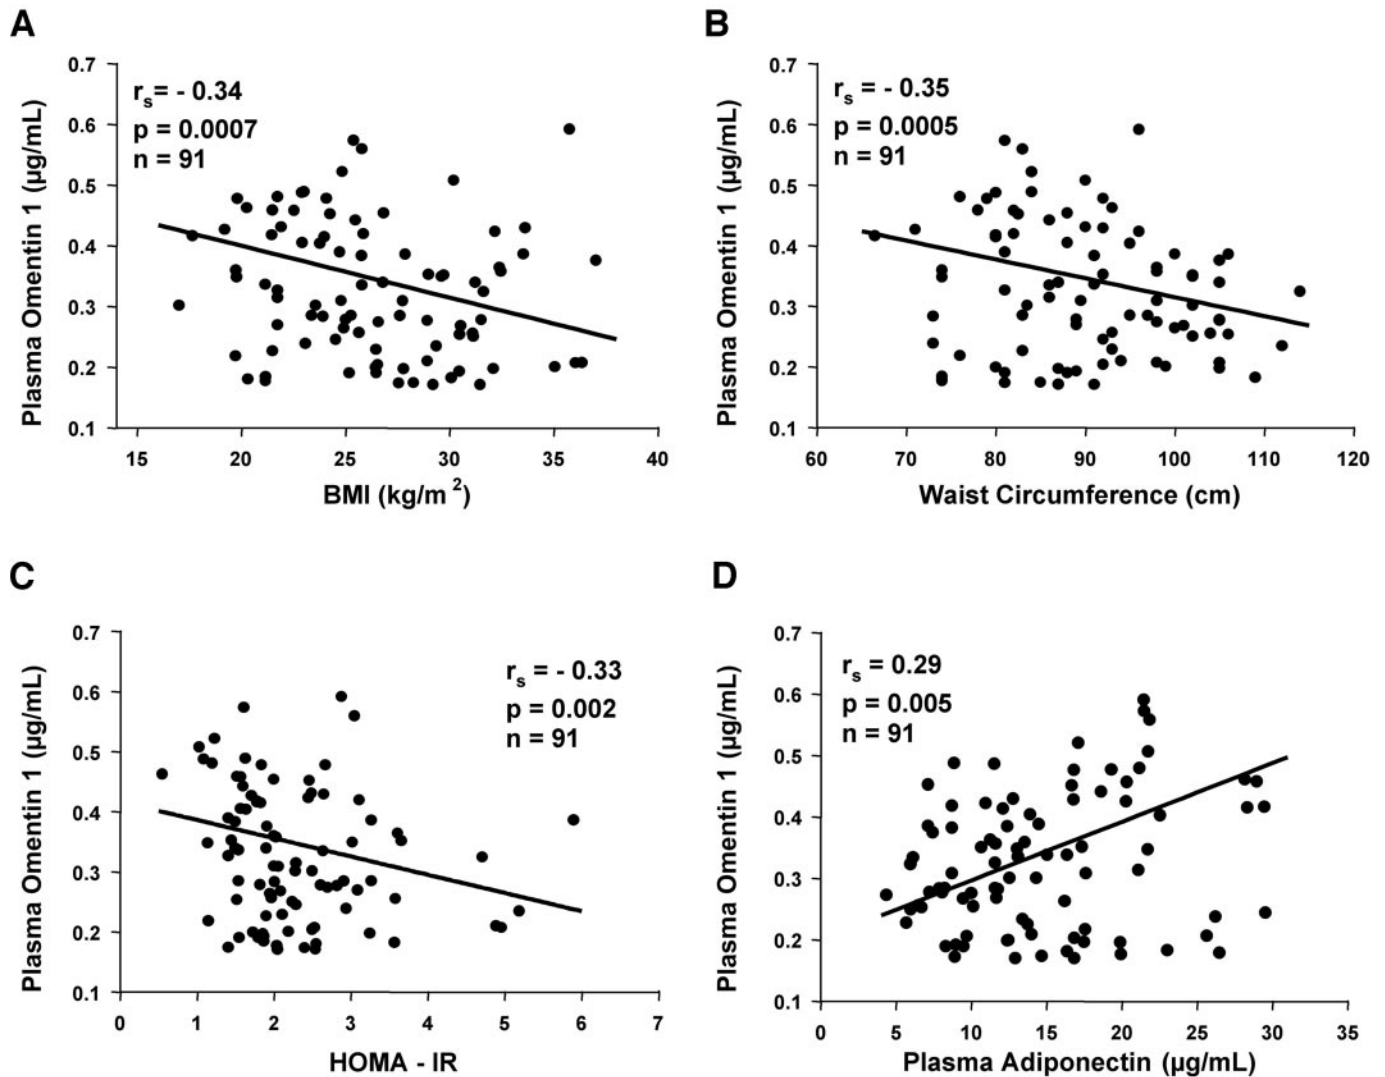 A
Plasma Omentin 1 (µg/mL)
0.7
0.6
0.5
0.4
0.3
0.2
0.1
rs= - 0.34
p = 0.0007
n = 91
15 20 25 30 35 40
BMI (kg/m 2)
B
Plasma Omentin 1 (µg/mL)
0.7
0.6
0.5
0.4
0.3
0.2
0.1
rs = - 0.35
p = 0.0005
n = 91
60 70 80 90 100 110 120
Waist Circumference (cm)
C
Plasma Omentin 1 (µg/mL)
0.7
0.6
0.5
0.4
0.3
0.2
0.1
rs = - 0.33
p = 0.002
n = 91
0 1 2 3 4 5 6 7
HOMA - IR
D
Plasma Omentin 1 (µg/mL)
0.7
0.6
0.5
0.4
0.3
0.2
0.1
rs = 0.29
p = 0.005
n = 91
0 5 10 15 20 25 30 35
Plasma Adiponectin (µg/mL)